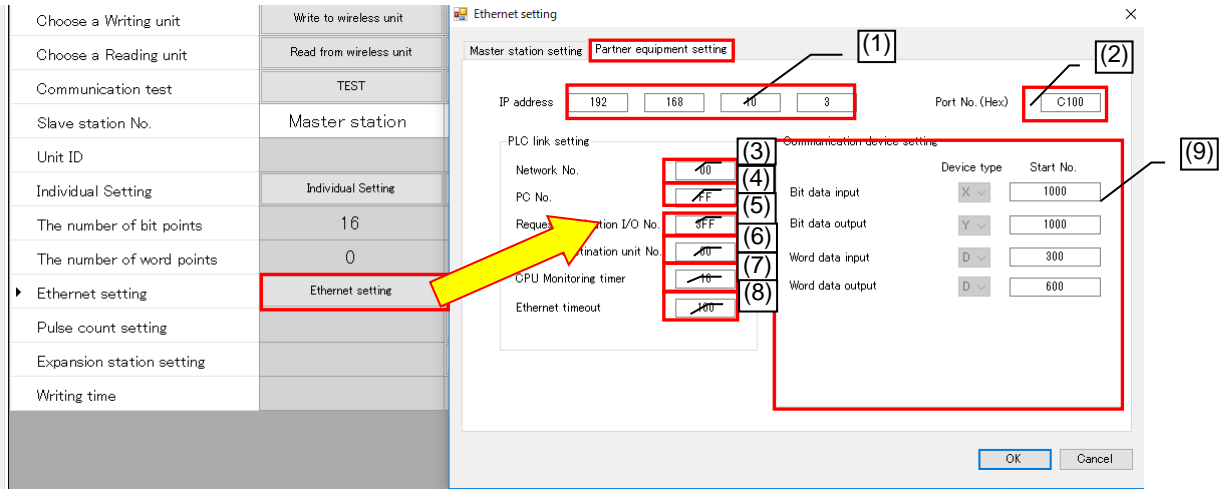 Choose a Writing unit
Write to wireless unit
Choose a Reading unit
Read from wireless unit
Communication test
TEST
Slave station No.
Master station
Unit ID
Individual Setting
Individual Setting
The number of bit points
16
The number of word points
0
Ethernet setting
Ethernet setting
Pulse count setting
Expansion station setting
Writing time
Ethernet setting
Master station setting
Partner equipment setting
(1)
(2)
IP address
192
168
10
3
Port No. (Hex)
C100
PLC link setting
Network No.
00
(3)
PC No.
FF
(4)
I/O No.
3FF
(5)
unit No.
00
(6)
CPU Monitoring timer
10
(7)
Ethernet timeout
100
(8)
Communication device setting
(9)
Device type
Start No.
Bit data input
X
1000
Bit data output
Y
1000
Word data input
D
300
Word data output
D
600
OK
Cancel